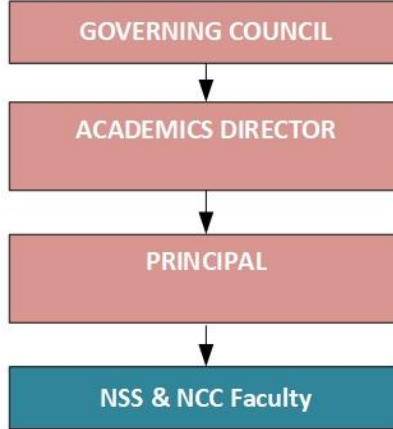 GOVERNING COUNCIL
ACADEMICS DIRECTOR
PRINCIPAL
NSS & NCC Faculty